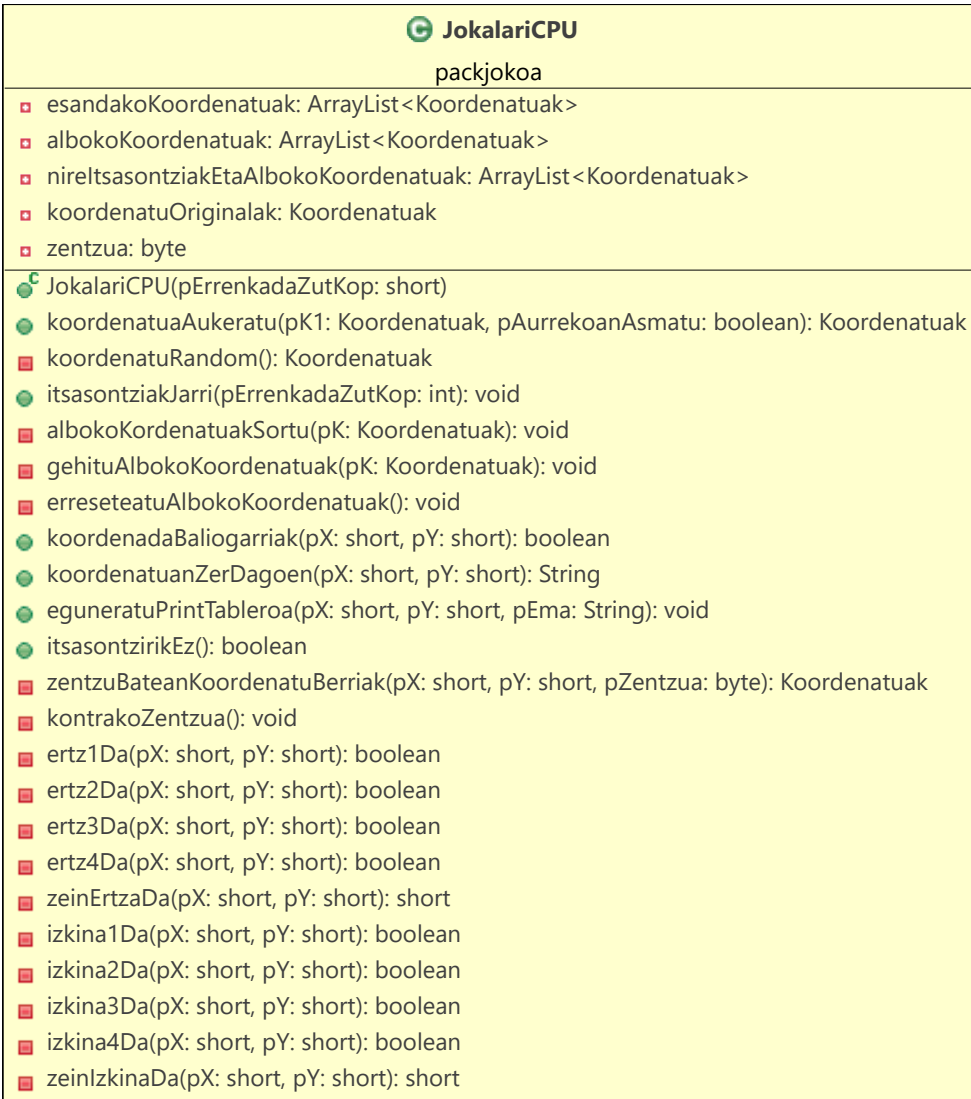 C JokalariCPU
packjokoa
esandakoKoordenatuak: ArrayList<Koordenatuak>
albokoKoordenatuak: ArrayList<Koordenatuak>
nireItsasontziakEtaAlbokoKoordenatuak: ArrayList<Koordenatuak>
koordenatuOriginalak: Koordenatuak
zentzua: byte
C JokalariCPU(pErrenkadaZutKop: short)
koordenatuaAukeratu(pK1: Koordenatuak, pAurrekoanAsmatu: boolean): Koordenatuak
koordenatuRandom(): Koordenatuak
itsasontziakJarri(pErrenkadaZutKop: int): void
albokoKordenatuakSortu(pK: Koordenatuak): void
gehituAlbokoKoordenatuak(pK: Koordenatuak): void
erreseteatuAlbokoKoordenatuak(): void
koordenadaBaliogarriak(pX: short, pY: short): boolean
koordenatuanZerDagoen(pX: short, pY: short): String
eguneratuPrintTableroa(pX: short, pY: short, pEma: String): void
itsasontzirikEz(): boolean
zentzuBateanKoordenatuBerriak(pX: short, pY: short, pZentzua: byte): Koordenatuak
kontrakoZentzua(): void
ertz1Da(pX: short, pY: short): boolean
ertz2Da(pX: short, pY: short): boolean
ertz3Da(pX: short, pY: short): boolean
ertz4Da(pX: short, pY: short): boolean
zeinErtzaDa(pX: short, pY: short): short
izkina1Da(pX: short, pY: short): boolean
izkina2Da(pX: short, pY: short): boolean
izkina3Da(pX: short, pY: short): boolean
izkina4Da(pX: short, pY: short): boolean
zeinIzkinaDa(pX: short, pY: short): short